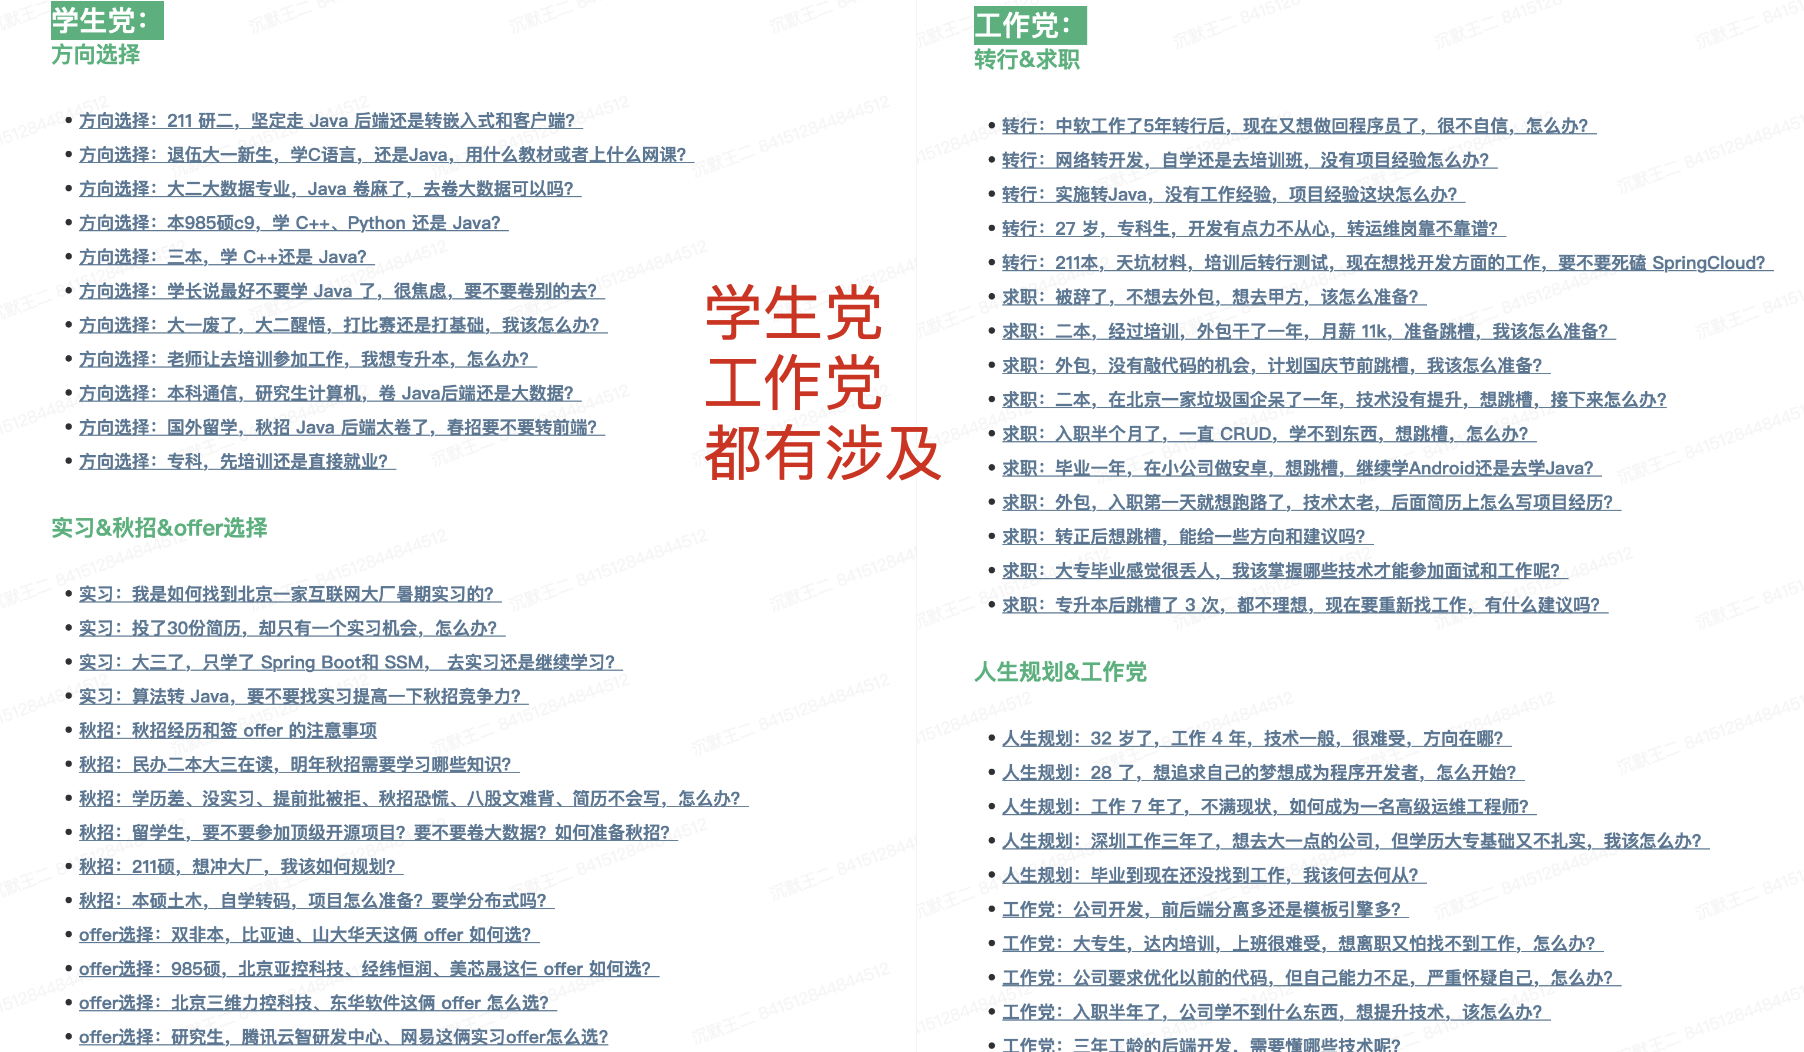 学生党：
方向选择
方向选择：211 研二，坚定走 Java 后端还是转嵌入式和客户端？
方向选择：退伍大一新生，学C语言，还是Java，用什么教材或者上什么网课？
方向选择：大二大数据专业，Java 卷麻了，去卷大数据可以吗？
方向选择：本985硕c9，学 C++、Python 还是 Java？
方向选择：三本，学 C++还是 Java？
方向选择：学长说最好不要学 Java 了，很焦虑，要不要卷别的去？
方向选择：大一废了，大二醒悟，打比赛还是打基础，我该怎么办？
方向选择：老师让去培训参加工作，我想专升本，怎么办？
方向选择：本科通信，研究生计算机，卷 Java后端还是大数据？
方向选择：国外留学，秋招 Java 后端太卷了，春招要不要转前端？
方向选择：专科，先培训还是直接就业？
实习&秋招&offer选择
实习：我是如何找到北京一家互联网大厂暑期实习的？
实习：投了30份简历，却只有一个实习机会，怎么办？
实习：大三了，只学了 Spring Boot和 SSM， 去实习还是继续学习？
实习：算法转 Java，要不要找实习提高一下秋招竞争力？
秋招：秋招经历和签 offer 的注意事项
秋招：民办二本大三在读，明年秋招需要学习哪些知识？
秋招：学历差、没实习、提前批被拒、秋招恐慌、八股文难背、简历不会写，怎么办？
秋招：留学生，要不要参加顶级开源项目？要不要卷大数据？如何准备秋招？
秋招：211硕，想冲大厂，我该如何规划？
秋招：本硕土木，自学转码，项目怎么准备？要学分布式吗？
offer选择：双非本，比亚迪、山大华天这俩 offer 如何选？
offer选择：985硕，北京亚控科技、经纬恒润、美芯晟这仨 offer 如何选？
offer选择：北京三维力控科技、东华软件这俩 offer 怎么选？
offer选择：研究生，腾讯云智研发中心、网易这俩实习offer怎么选？
学生党
工作党
都有涉及
工作党：
转行&求职
转行：中软工作了5年转行后，现在又想做回程序员了，很不自信，怎么办？
转行：网络转开发，自学还是去培训班，没有项目经验怎么办？
转行：实施转Java，没有工作经验，项目经验这块怎么办？
转行：27 岁，专科生，开发有点力不从心，转运维岗靠不靠谱？
转行：211本，天坑材料，培训后转行测试，现在想找开发方面的工作，要不要死磕 SpringCloud？
求职：被辞了，不想去外包，想去甲方，该怎么准备？
求职：二本，经过培训，外包干了一年，月薪 11k，准备跳槽，我该怎么准备？
求职：外包，没有敲代码的机会，计划国庆节前跳槽，我该怎么准备？
求职：二本，在北京一家垃圾国企呆了一年，技术没有提升，想跳槽，接下来怎么办？
求职：入职半个月了，一直 CRUD，学不到东西，想跳槽，怎么办？
求职：毕业一年，在小公司做安卓，想跳槽，继续学Android还是去学Java？
求职：外包，入职第一天就想跑路了，技术太老，后面简历上怎么写项目经历？
求职：转正后想跳槽，能给一些方向和建议吗？
求职：大专毕业感觉很丢人，我该掌握哪些技术才能参加面试和工作呢？
求职：专升本后跳槽了 3 次，都不理想，现在要重新找工作，有什么建议吗？
人生规划&工作党
人生规划：32 岁了，工作 4 年，技术一般，很难受，方向在哪？
人生规划：28 了，想追求自己的梦想成为程序开发者，怎么开始？
人生规划：工作 7 年了，不满现状，如何成为一名高级运维工程师？
人生规划：深圳工作三年了，想去大一点的公司，但学历大专基础又不扎实，我该怎么办？
人生规划：毕业到现在还没找到工作，我该何去何从？
工作党：公司开发，前后端分离多还是模板引擎多？
工作党：大专生，达内培训，上班很难受，想离职又怕找不到工作，怎么办？
工作党：公司要求优化以前的代码，但自己能力不足，严重怀疑自己，怎么办？
工作党：入职半年了，公司学不到什么东西，想提升技术，该怎么办？
工作党：三年工龄的后端开发，需要懂哪些技术呢？
沉默王二 841512844844512